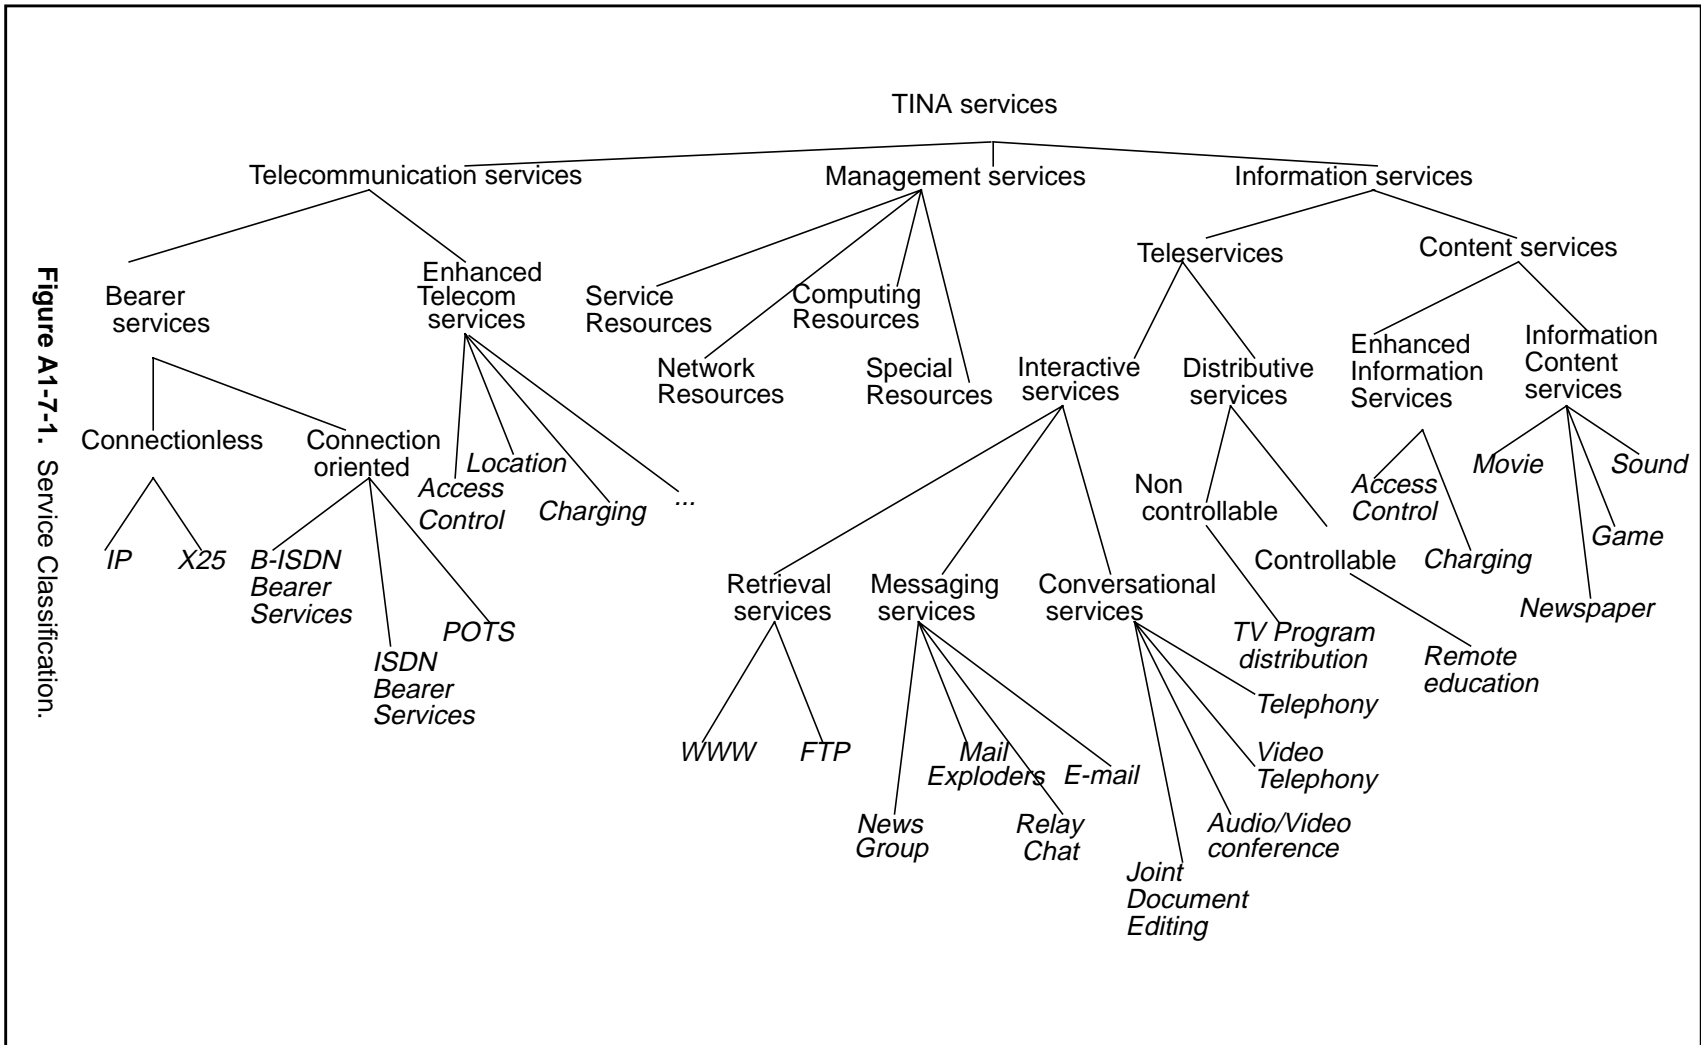 TINA services
Telecommunication services
Management services
Information services
Teleservices
Content services
Bearer
services
Enhanced
Telecom
services
Service
Resources
Computing
Resources
Network
Resources
Special
Resources
Interactive
services
Distributive
services
Enhanced
Information
Services
Information
Content
services
Connectionless
Connection
oriented
Location
Access
Control
Charging
...
Non
controllable
Controllable
Access
Control
Charging
Movie
Sound
Game
Newspaper
IP
X25
B-ISDN
Bearer
Services
POTS
ISDN
Bearer
Services
Retrieval
services
Messaging
services
Conversational
services
TV Program
distribution
Remote
education
WWW
FTP
Mail
Exploders
E-mail
News
Group
Relay
Chat
Telephony
Video
Telephony
Audio/Video
conference
Joint
Document
Editing
Figure A1-7-1. Service Classification.